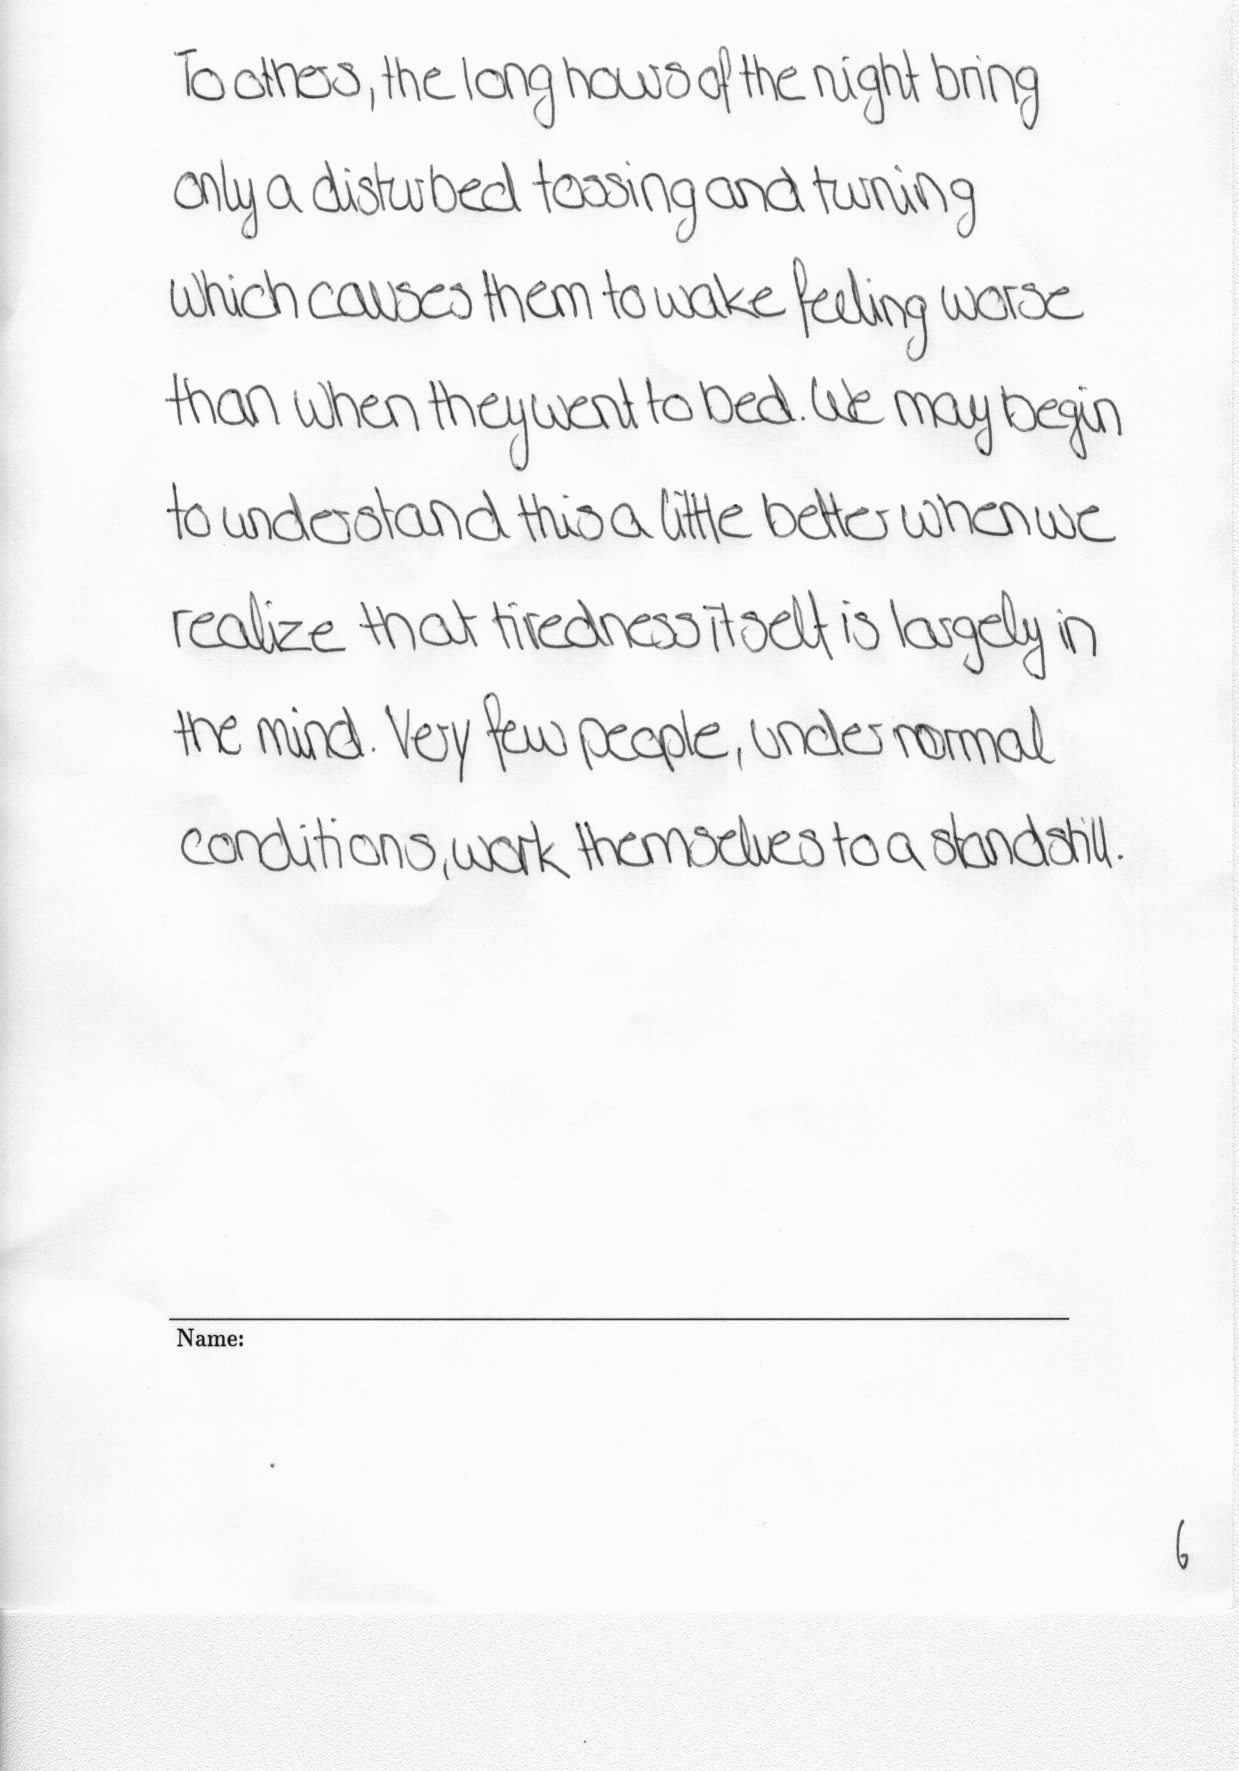 To others, the long hours of the night bring
only a disturbed tossing and turning
which causes them to wake feeling worse
than when they went to bed. We may begin
to understand this a little better when we
realize that tiredness itself is largely in
the mind. Very few people, under normal
conditions, work themselves to a standstill.
Name:
6